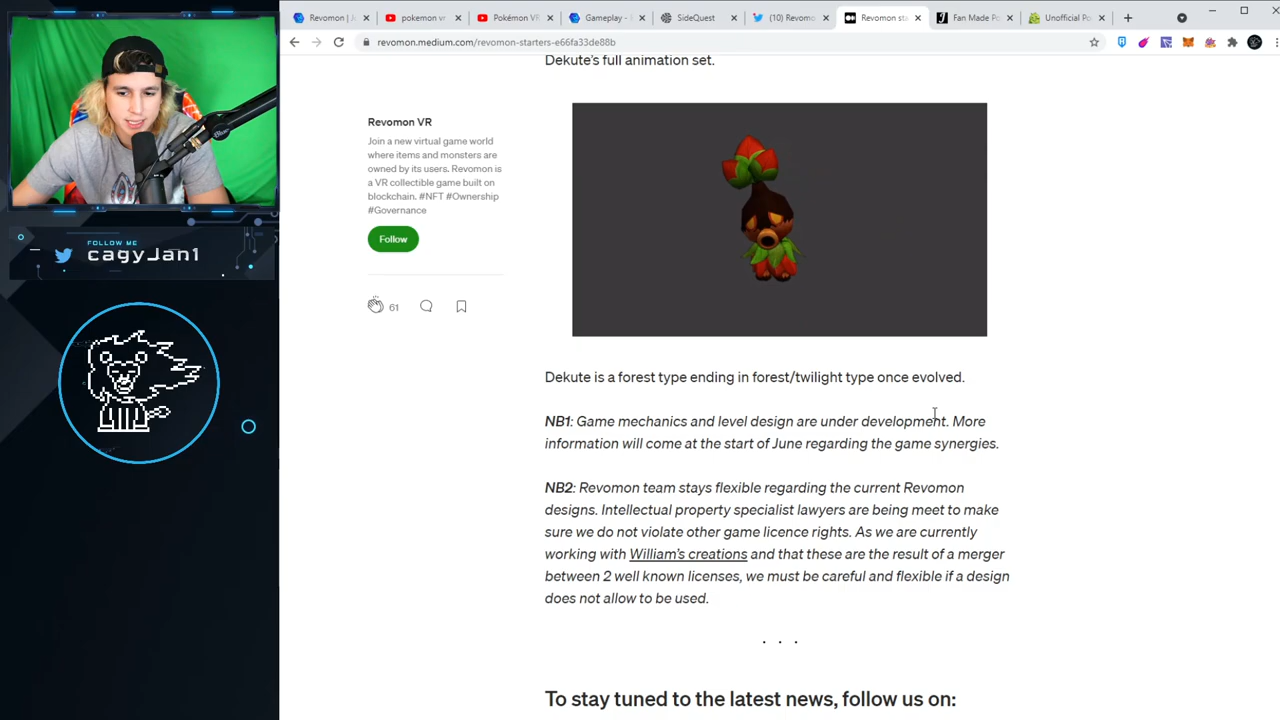 Revomon | J
pokemon vr
Pokémon VR
Gameplay -
SideQuest
(10) Revomo
Revomon sta
Fan Made Po
Unofficial Po
revomon.medium.com/revomon-starters-e66fa33de88b
Dekute's full animation set.
Revomon VR
Join a new virtual game world
where items and monsters are
owned by its users. Revomon is
a VR collectible game built on
blockchain. #NFT #Ownership
#Governance
Follow
61
FOLLOW ME
cagyJan1
Dekute is a forest type ending in forest/twilight type once evolved.
NB1: Game mechanics and level design are under development. More
information will come at the start of June regarding the game synergies.
NB2: Revomon team stays flexible regarding the current Revomon
designs. Intellectual property specialist lawyers are being meet to make
sure we do not violate other game licence rights. As we are currently
working with William's creations and that these are the result of a merger
between 2 well known licenses, we must be careful and flexible if a design
does not allow to be used.
. . .
To stay tuned to the latest news, follow us on: